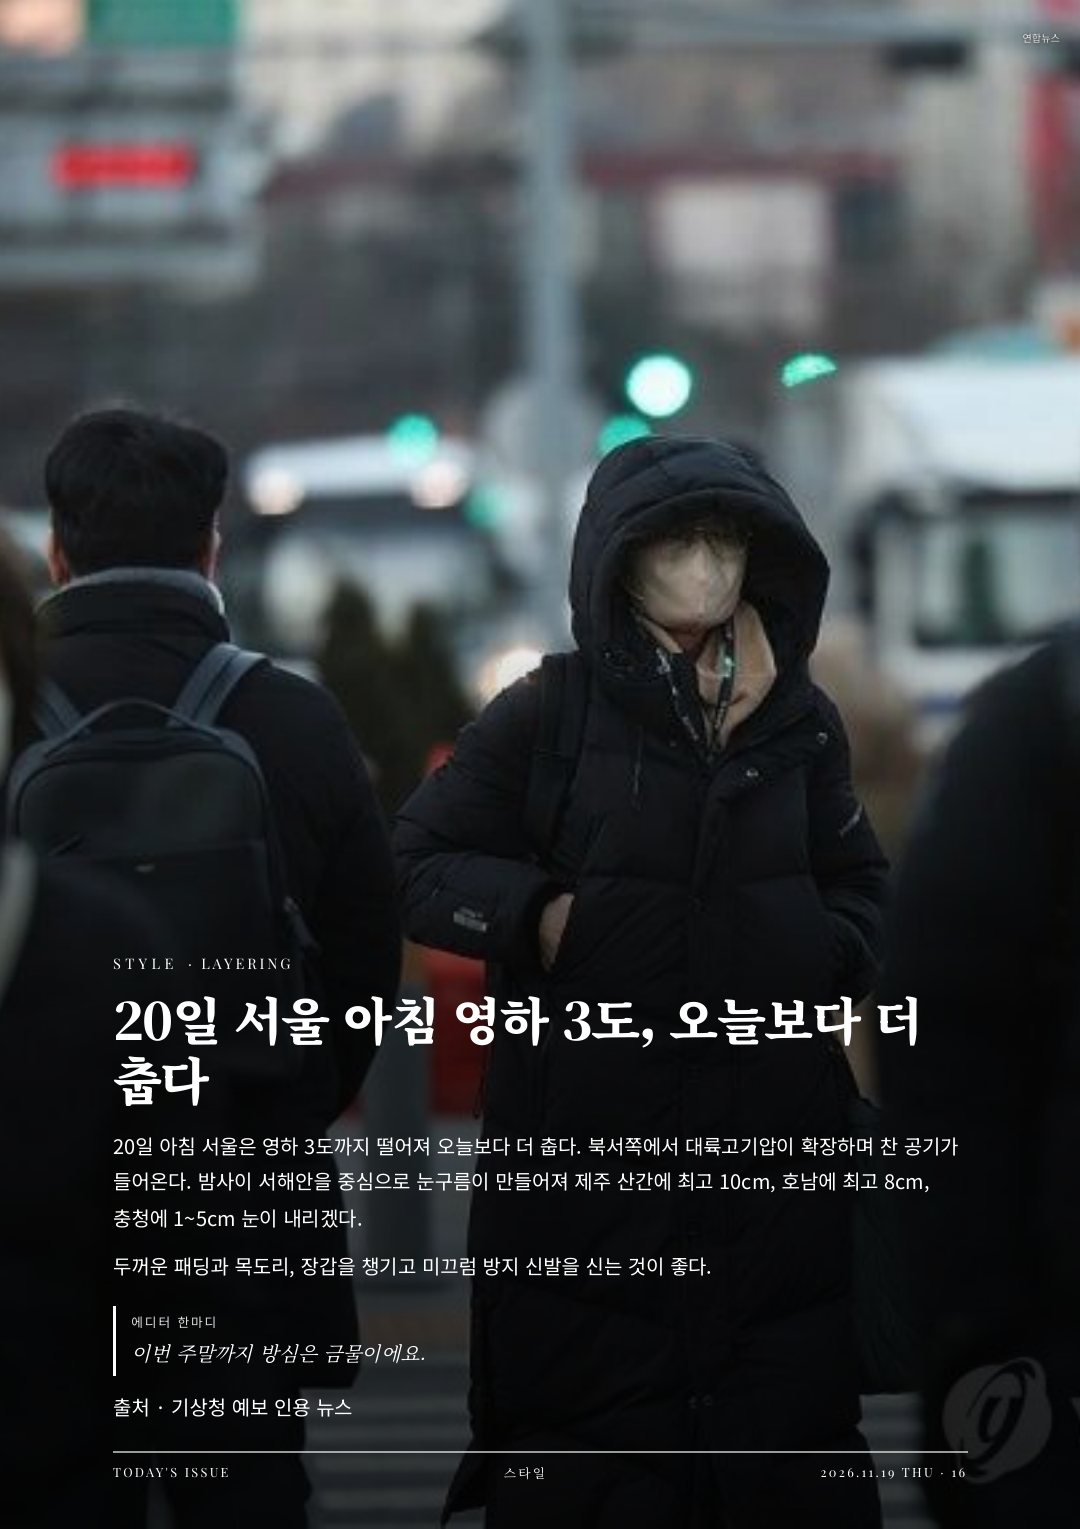 연합뉴스
STYLE · LAYERING
20일 서울 아침 영하 3도, 오늘보다 더
춥다
20일 아침 서울은 영하 3도까지 떨어져 오늘보다 더 춥다. 북서쪽에서 대륙고기압이 확장하며 찬 공기가
들어온다. 밤사이 서해안을 중심으로 눈구름이 만들어져 제주 산간에 최고 10cm, 호남에 최고 8cm,
충청에 1~5cm 눈이 내리겠다.
두꺼운 패딩과 목도리, 장갑을 챙기고 미끄럼 방지 신발을 신는 것이 좋다.
에디터 한마디
이번 주말까지 방심은 금물이에요.
출처 · 기상청 예보 인용 뉴스
TODAY'S ISSUE 스타일 2026.11.19 THU · 16